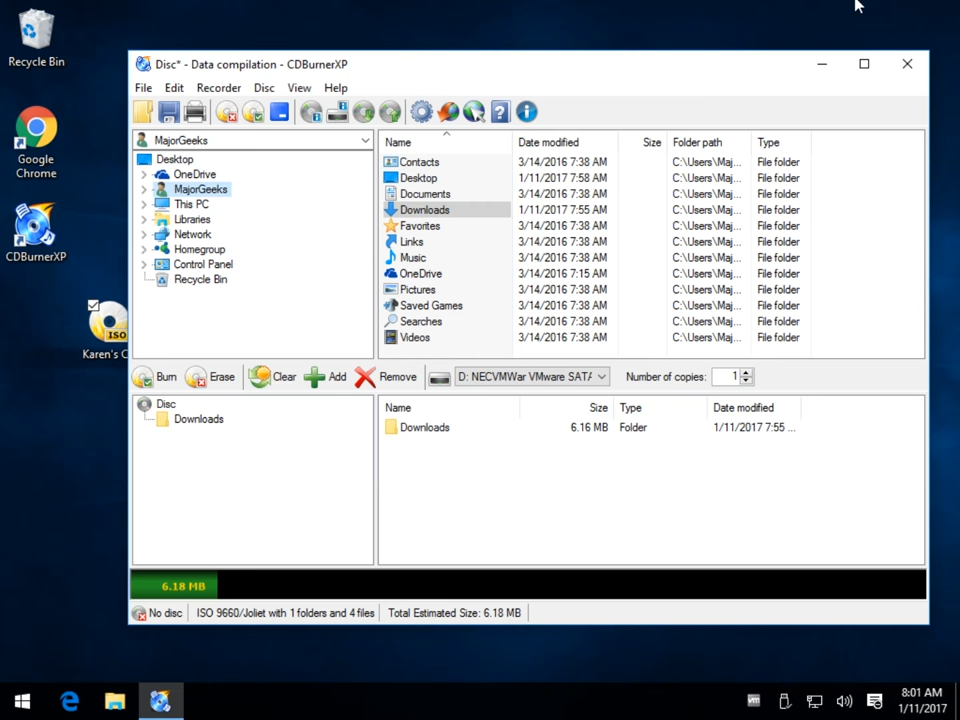 Recycle Bin
Google
Chrome
CDBurnerXP
ISO
Karen's C
Disc* - Data compilation - CDBurnerXP
File Edit Recorder Disc View Help
MajorGeeks
Desktop
OneDrive
MajorGeeks
This PC
Libraries
Network
Homegroup
Control Panel
Recycle Bin
Name Date modified Size Folder path Type
Contacts 3/14/2016 7:38 AM C:\Users\Maj... File folder
Desktop 1/11/2017 7:58 AM C:\Users\Maj... File folder
Documents 3/14/2016 7:38 AM C:\Users\Maj... File folder
Downloads 1/11/2017 7:55 AM C:\Users\Maj... File folder
Favorites 3/14/2016 7:38 AM C:\Users\Maj... File folder
Links 3/14/2016 7:38 AM C:\Users\Maj... File folder
Music 3/14/2016 7:38 AM C:\Users\Maj... File folder
OneDrive 3/14/2016 7:15 AM C:\Users\Maj... File folder
Pictures 3/14/2016 7:38 AM C:\Users\Maj... File folder
Saved Games 3/14/2016 7:38 AM C:\Users\Maj... File folder
Searches 3/14/2016 7:38 AM C:\Users\Maj... File folder
Videos 3/14/2016 7:38 AM C:\Users\Maj... File folder
Burn Erase Clear Add Remove D: NECVMWar VMware SATA Number of copies: 1
Disc
Downloads
Name Size Type Date modified
Downloads 6.16 MB Folder 1/11/2017 7:55 ...
6.18 MB
No disc ISO 9660/Joliet with 1 folders and 4 files Total Estimated Size: 6.18 MB
8:01 AM
1/11/2017